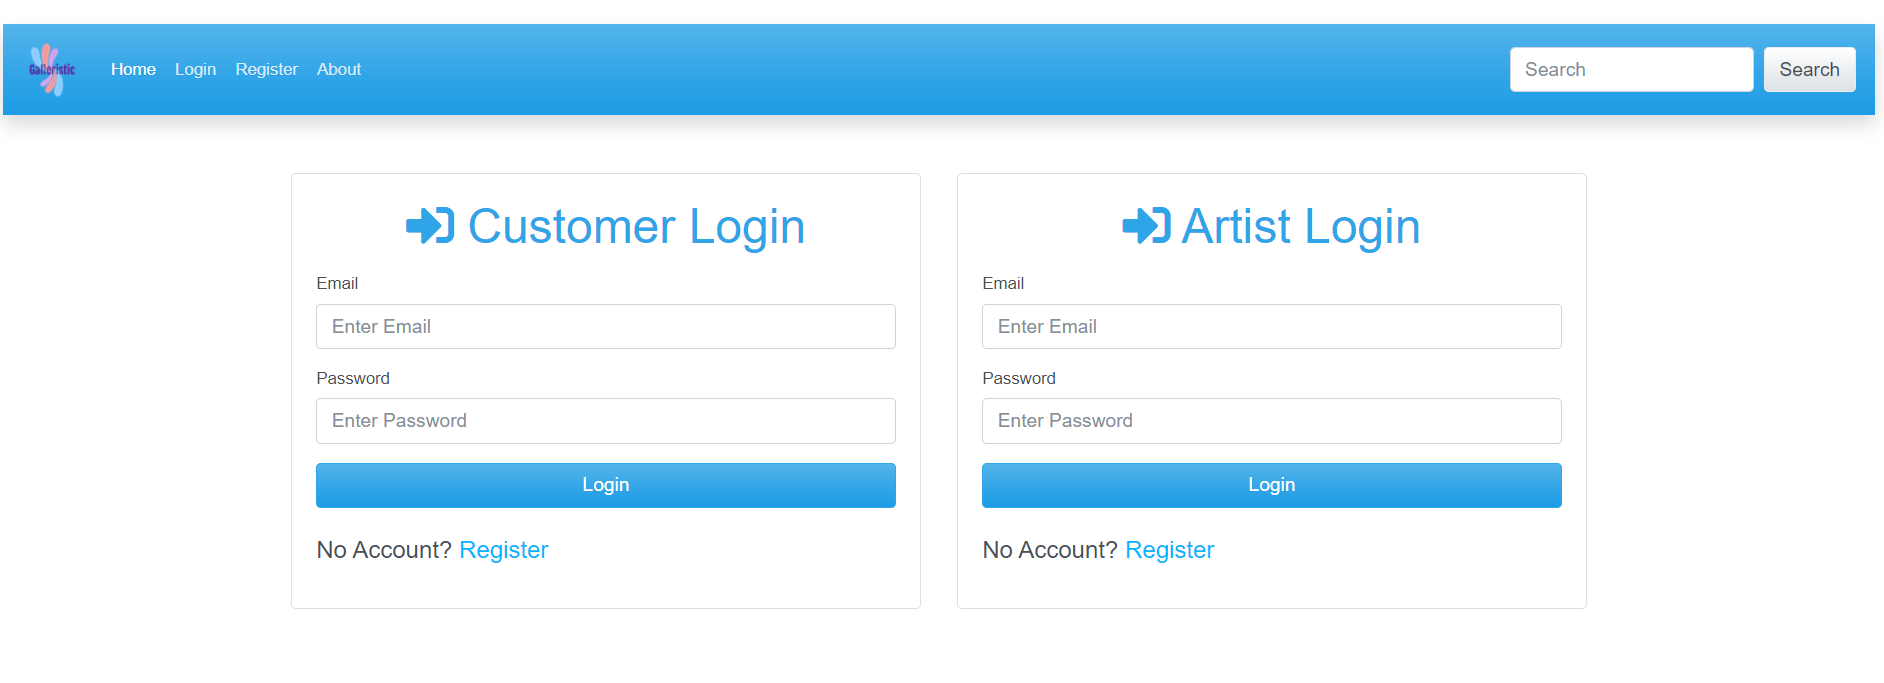 Galleristic
Home Login Register About
Search Search
Customer Login
Email
Enter Email
Password
Enter Password
Login
No Account? Register
Artist Login
Email
Enter Email
Password
Enter Password
Login
No Account? Register